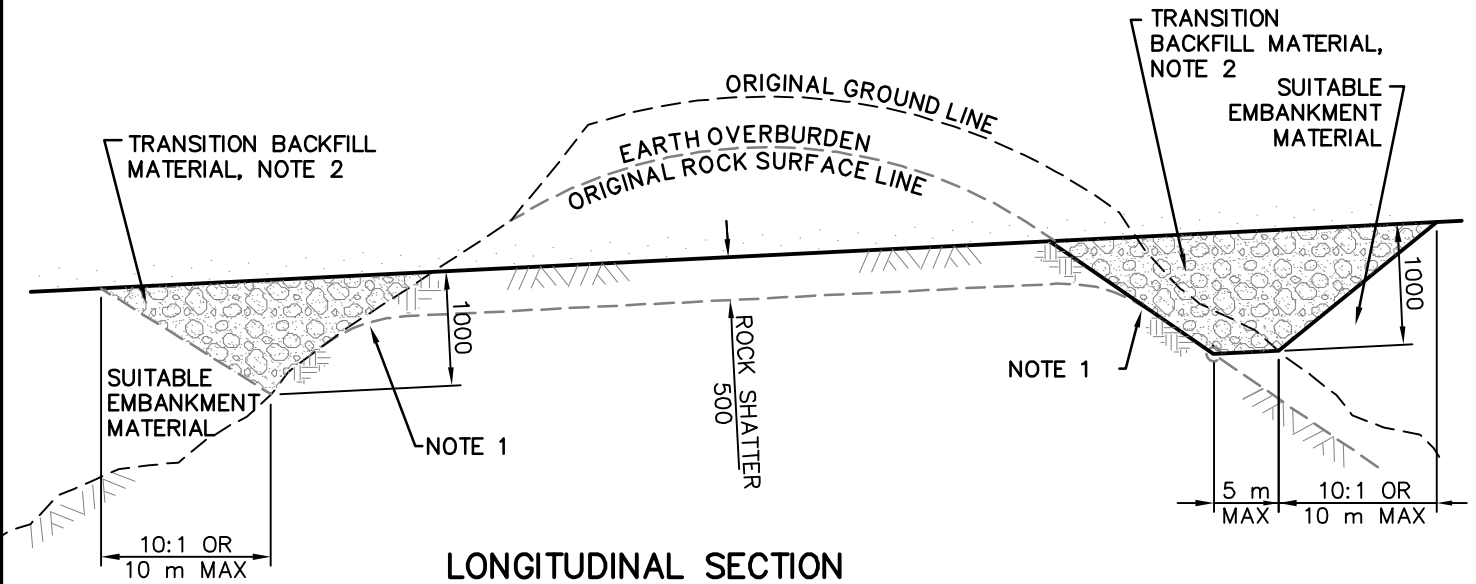 TRANSITION
BACKFILL MATERIAL,
NOTE 2
SUITABLE
EMBANKMENT
MATERIAL
ORIGINAL GROUND LINE
EARTH OVERBURDEN
ORIGINAL ROCK SURFACE LINE
TRANSITION BACKFILL
MATERIAL, NOTE 2
1000
1000
ROCK SHATTER
500
SUITABLE
EMBANKMENT
MATERIAL
NOTE 1
NOTE 1
5 m
MAX
10:1 OR
10 m MAX
10:1 OR
10 m MAX
LONGITUDINAL SECTION